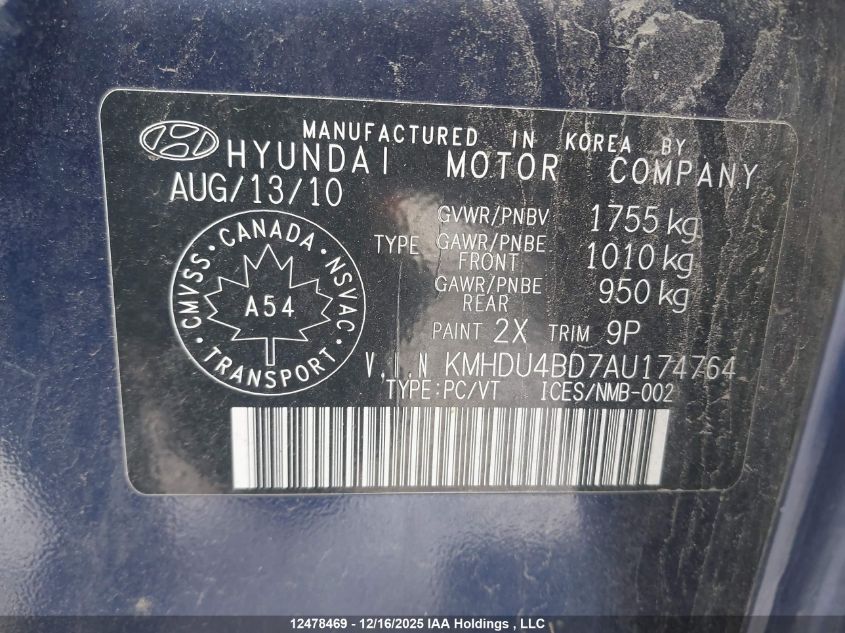 MANUFACTURED IN KOREA BY
HYUNDAI MOTOR COMPANY
AUG/13/10
GVWR/PNBV 1755 kg
TYPE GAWR/PNBE FRONT 1010 kg
GAWR/PNBE REAR 950 kg
PAINT 2X TRIM 9P
V.I.N KMHDU4BD7AU174764
TYPE:PC/VT ICES/NMB-002
CMVSS • CANADA • NSVAC • TRANSPORT •
A54
12478469 - 12/16/2025 IAA Holdings , LLC